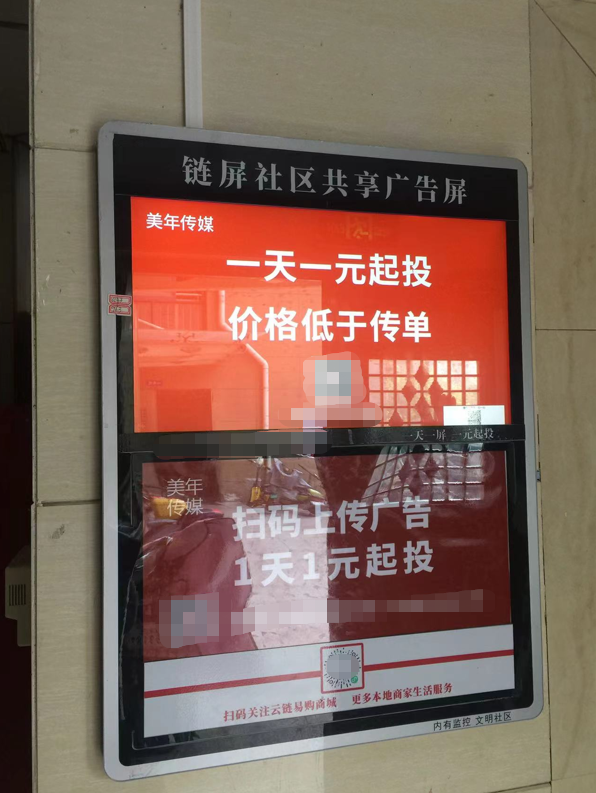 链屏社区共享广告屏
美年传媒
一天一元起投
价格低于传单
一天一屏 一元起投
美年
传媒
扫码上传广告
1天1元起投
扫码关注云链易购商城 更多本地商家生活服务
内有监控 文明社区